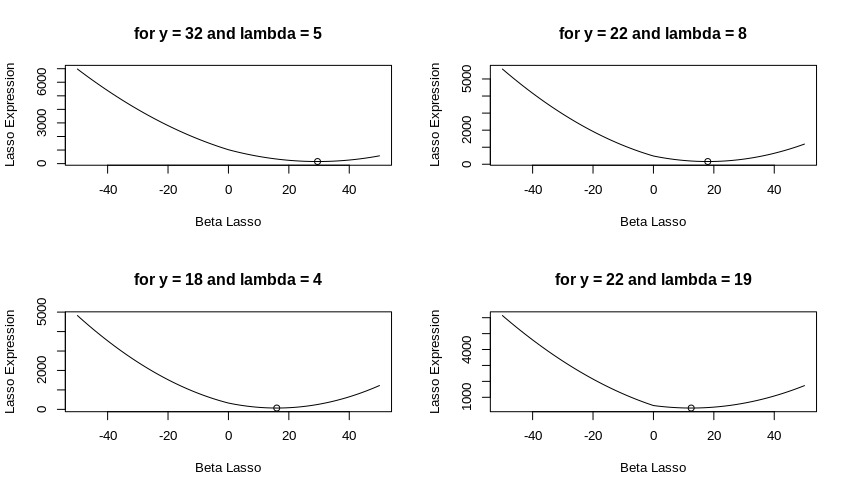 for y = 32 and lambda = 5
Lasso Expression
0 3000 6000
-40 -20 0 20 40
Beta Lasso
for y = 22 and lambda = 8
Lasso Expression
0 2000 5000
-40 -20 0 20 40
Beta Lasso
for y = 18 and lambda = 4
Lasso Expression
0 2000 5000
-40 -20 0 20 40
Beta Lasso
for y = 22 and lambda = 19
Lasso Expression
1000 4000
-40 -20 0 20 40
Beta Lasso